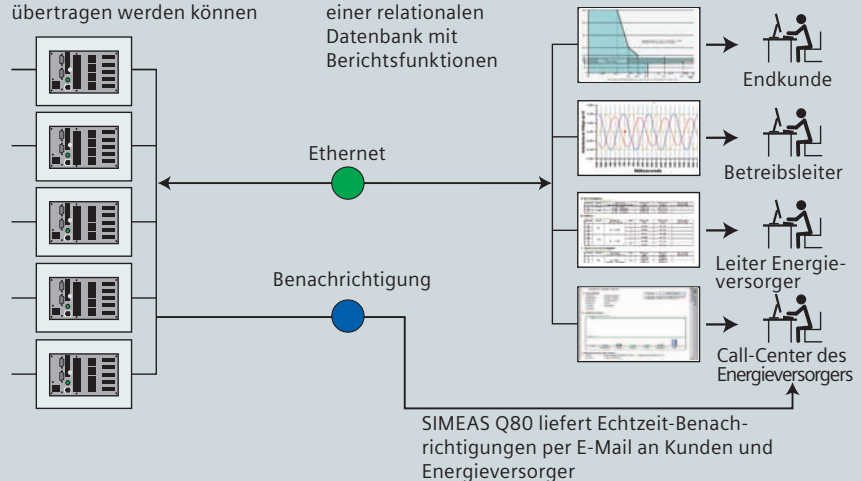 übertragen werden können
einer relationalen
Datenbank mit
Berichtsfunktionen
Endkunde
Ethernet
Betreibsleiter
Benachrichtigung
Leiter Energie-
versorger
Call-Center des
Energieversorgers
SIMEAS Q80 liefert Echtzeit-Benach-
richtigungen per E-Mail an Kunden und
Energieversorger